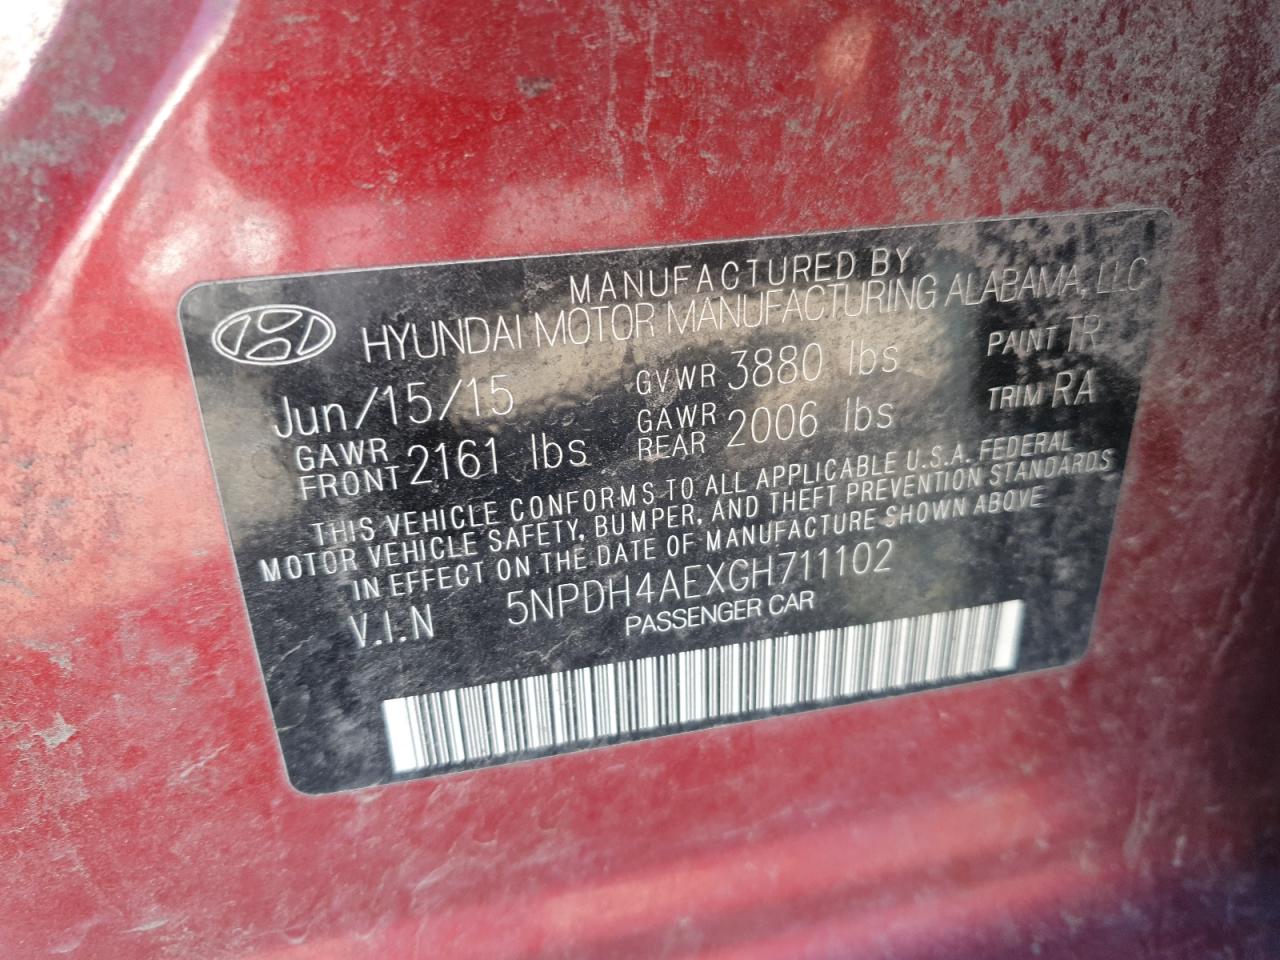 MANUFACTURED BY
HYUNDAI MOTOR MANUFACTURING ALABAMA, LLC
Jun/15/15 GVWR 3880 lbs PAINT TR
GAWR FRONT 2161 lbs GAWR REAR 2006 lbs TRIM RA
THIS VEHICLE CONFORMS TO ALL APPLICABLE U.S.A. FEDERAL
MOTOR VEHICLE SAFETY, BUMPER, AND THEFT PREVENTION STANDARDS
IN EFFECT ON THE DATE OF MANUFACTURE SHOWN ABOVE
V.I.N 5NPDH4AEXGH711102
PASSENGER CAR